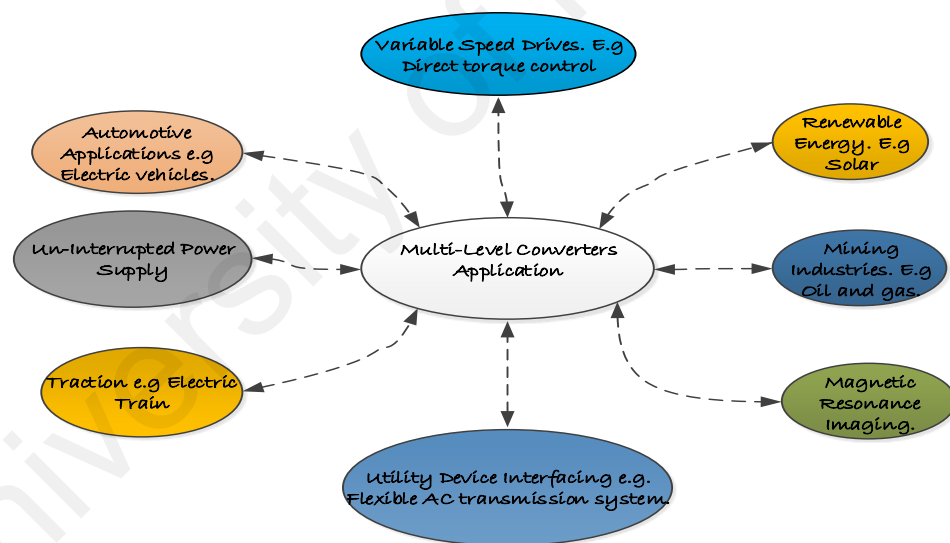 Variable Speed Drives. E.g
Direct torque control
Automotive
Applications e.g
Electric vehicles.
Renewable
Energy. E.g
Solar
Un-Interrupted Power
Supply
Multi-Level Converters
Application
Mining
Industries. E.g
Oil and gas.
Traction e.g Electric
Train
Magnetic
Resonance
Imaging.
Utility Device Interfacing e.g.
Flexible AC transmission system.
University of